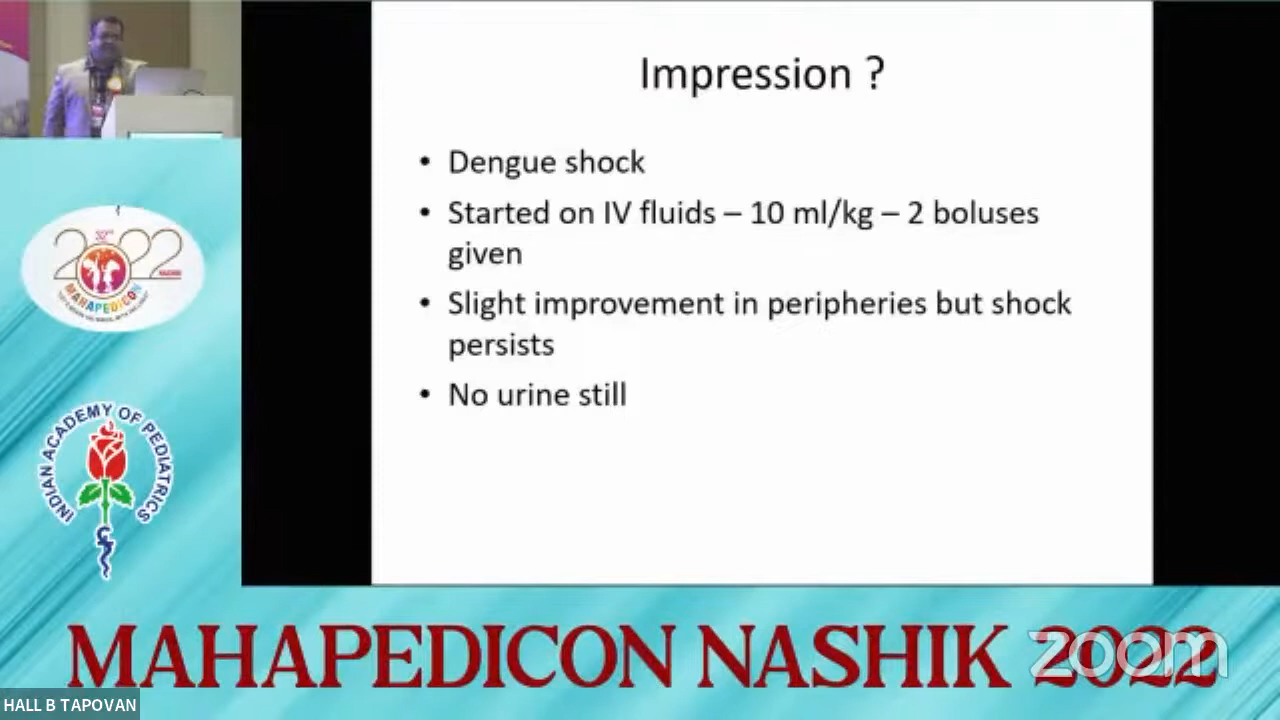 Impression ?
• Dengue shock
• Started on IV fluids – 10 ml/kg – 2 boluses
given
• Slight improvement in peripheries but shock
persists
• No urine still
2022
MAHAPEDICON
INDIAN ACADEMY OF PEDIATRICS
MAHAPEDICON NASHIK 2022
zoom
HALL B TAPOVAN